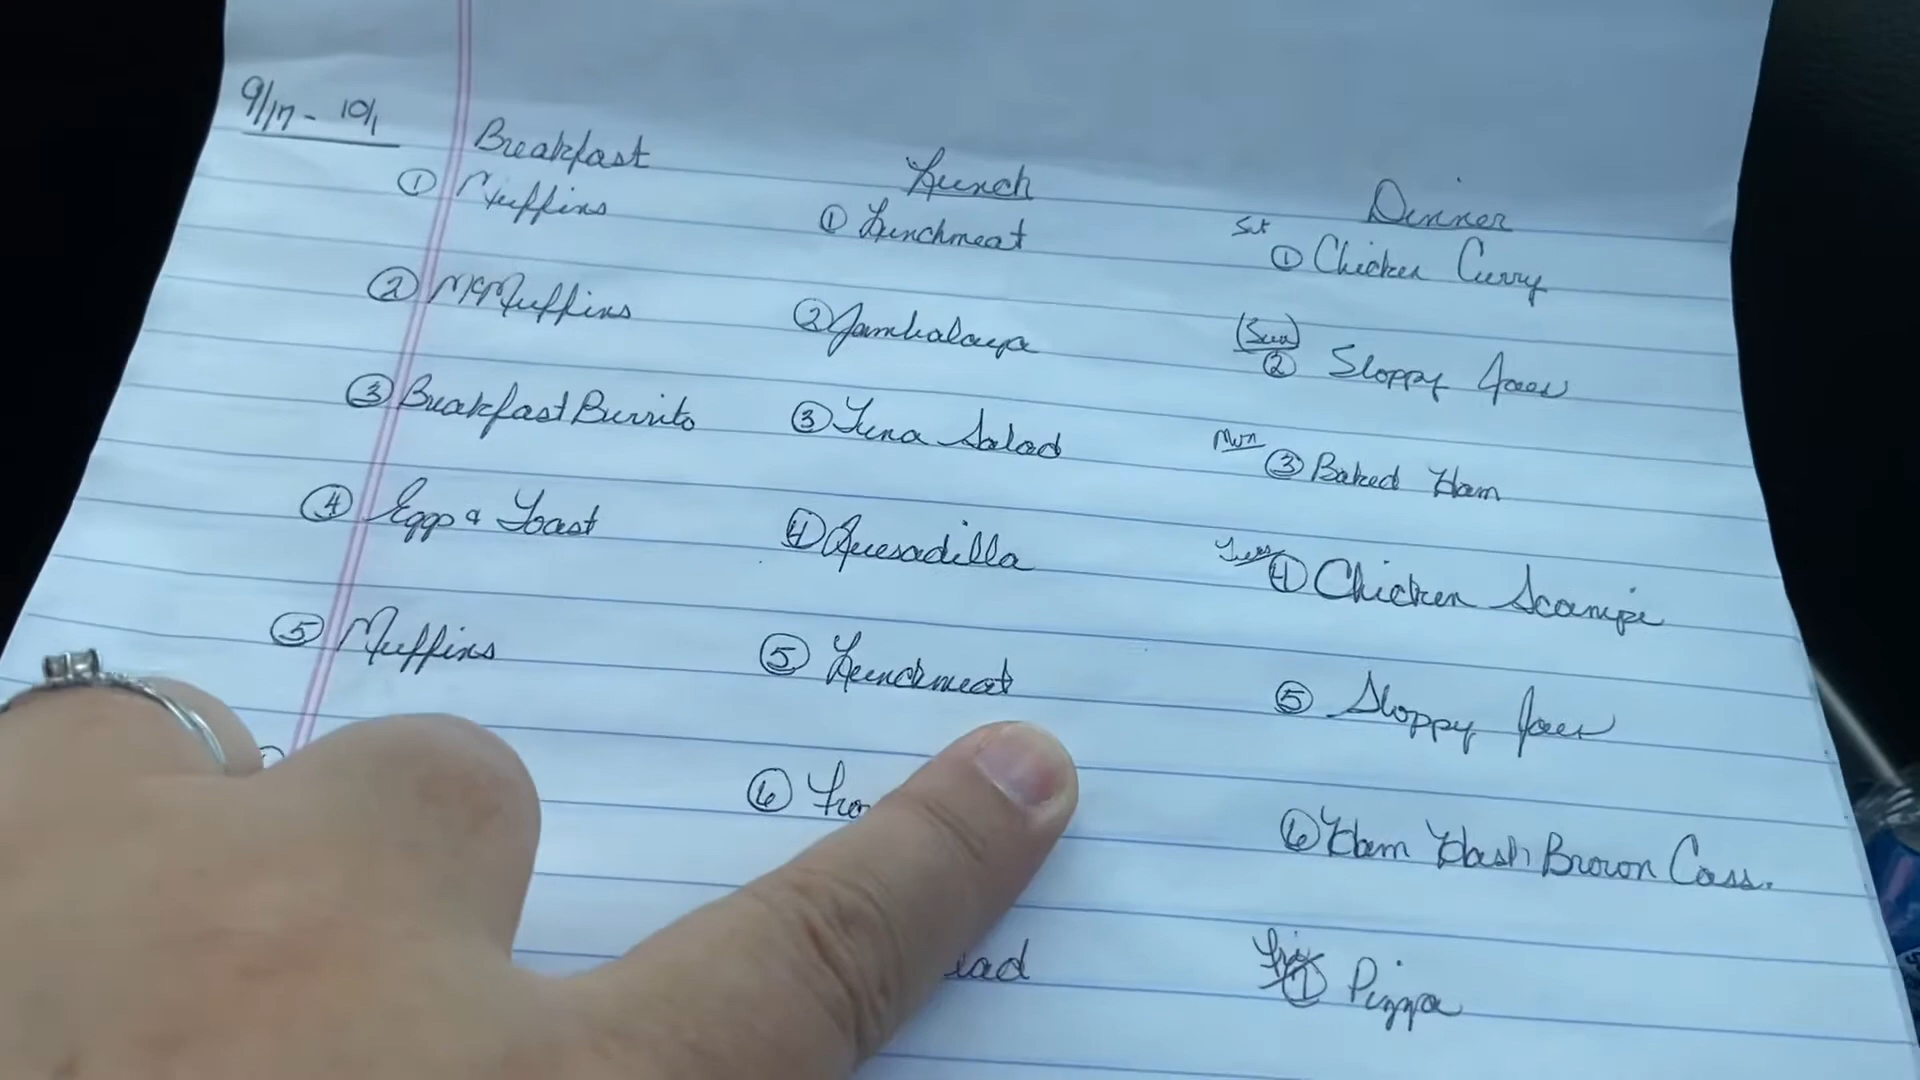 9/17 - 10/1
Breakfast Lunch Dinner
① Muffins ① Lunchmeat Sat ① Chicken Curry
② McMuffins ② Jambalaya (Sun) ② Sloppy Joes
③ Breakfast Burrito ③ Tuna Salad Mon ③ Baked Ham
④ Eggs & Toast ④ Quesadilla Tues ④ Chicken Scampi
⑤ Muffins ⑤ Lunchmeat ⑤ Sloppy Joes
⑥ ⑥ Ham Hash Brown Cass.
Fri ⑦ Pizza